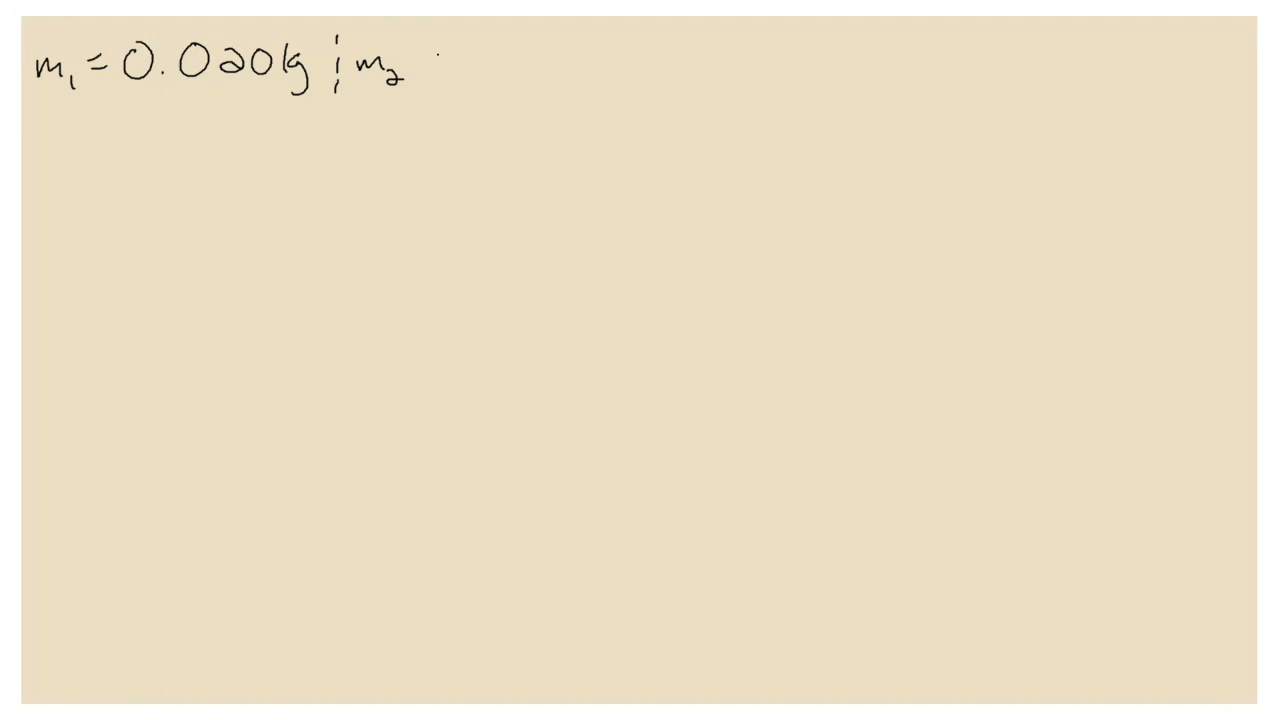 m₁ = 0.020kg ¦ m₂